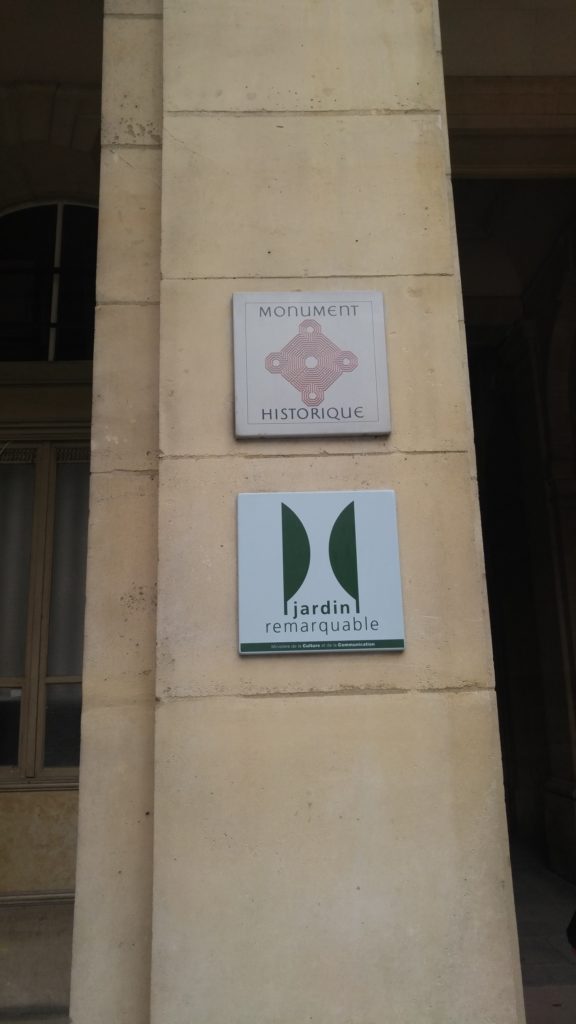 MONUMENT
HISTORIQUE
jardin
remarquable
Ministère de la Culture et de la Communication